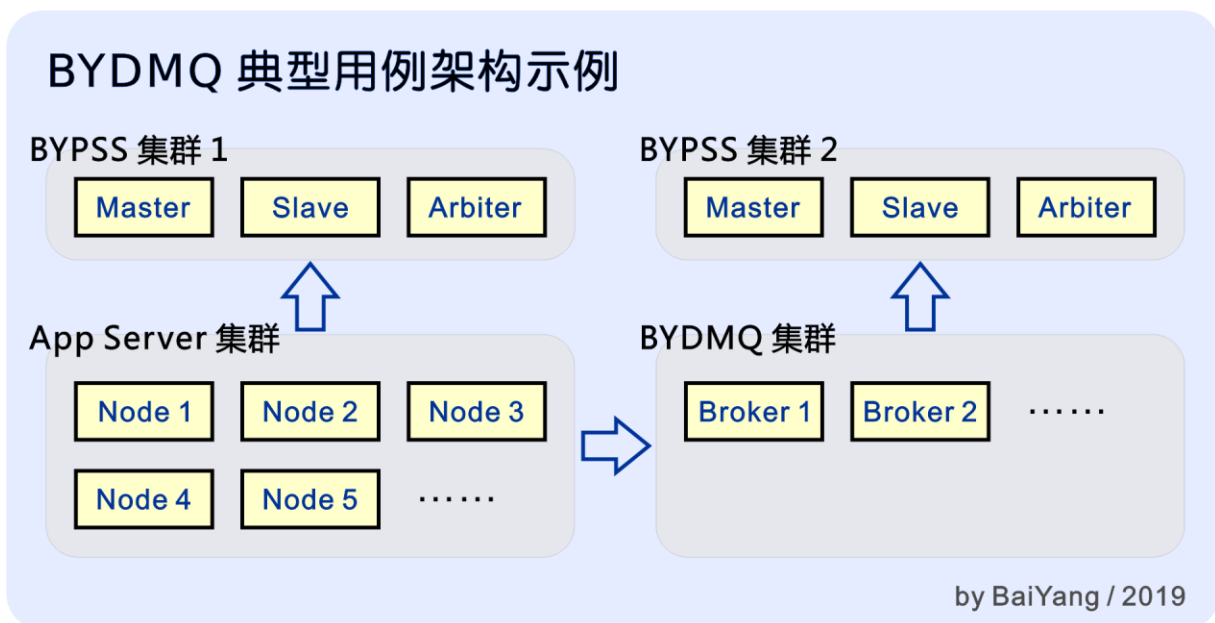 BYDMQ 典型用例架构示例
BYPSS 集群 1
Master Slave Arbiter
BYPSS 集群 2
Master Slave Arbiter
App Server 集群
Node 1 Node 2 Node 3
Node 4 Node 5 ……
BYDMQ 集群
Broker 1 Broker 2 ……
by BaiYang / 2019